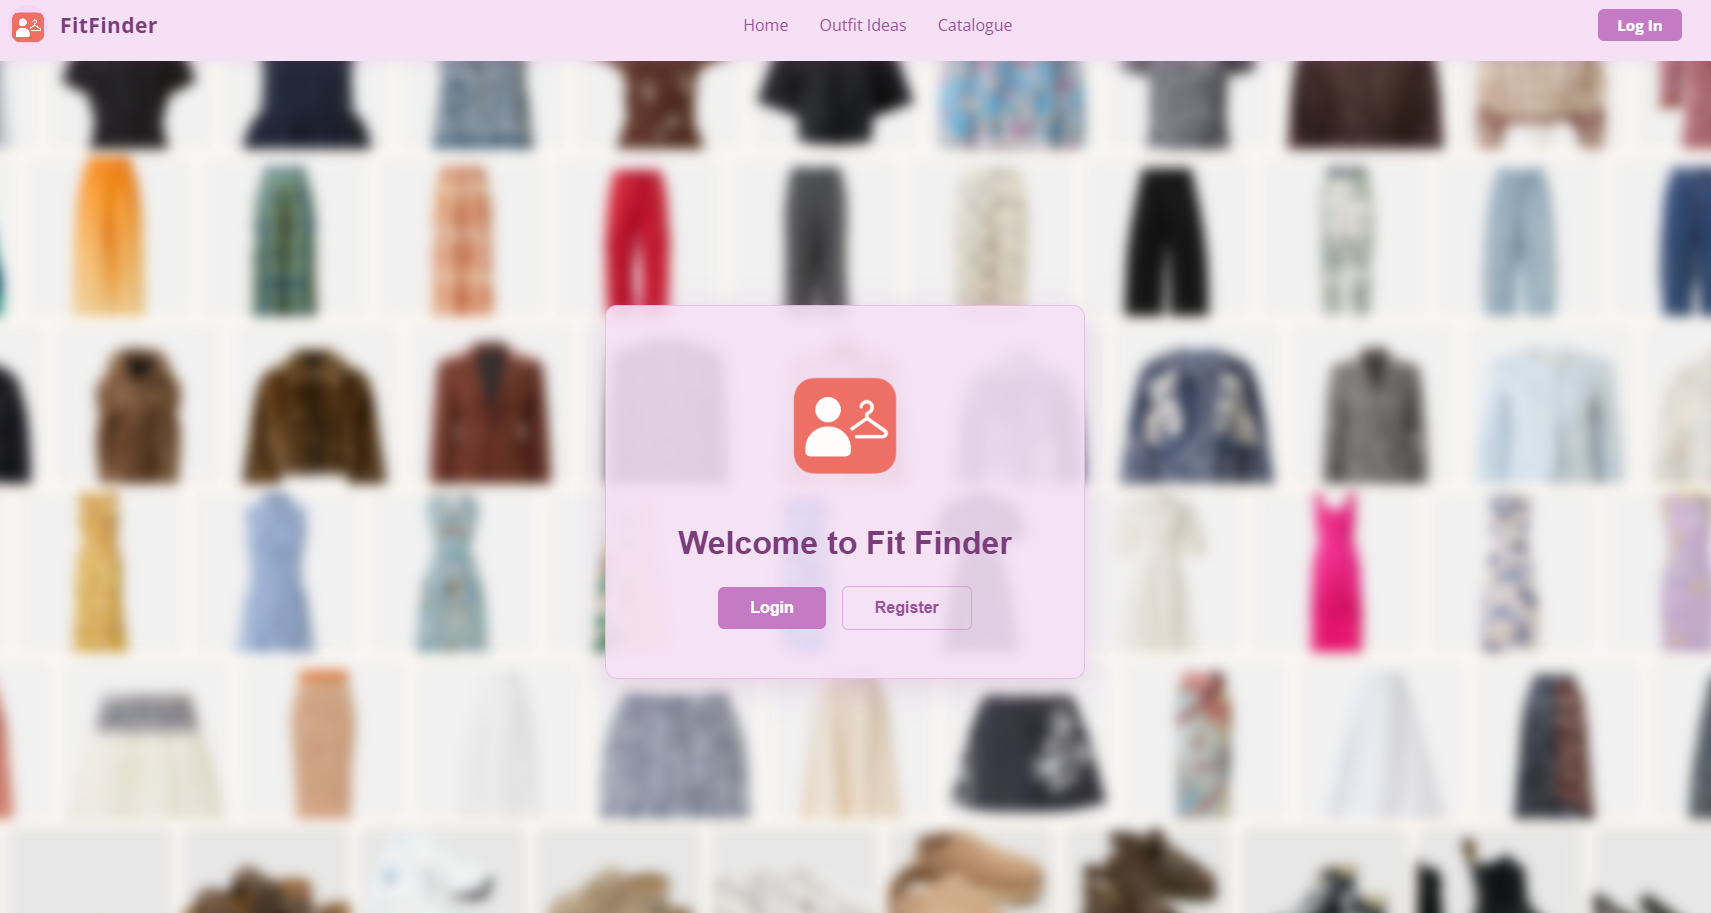 FitFinder
Home Outfit Ideas Catalogue
Log In
Welcome to Fit Finder
Login Register